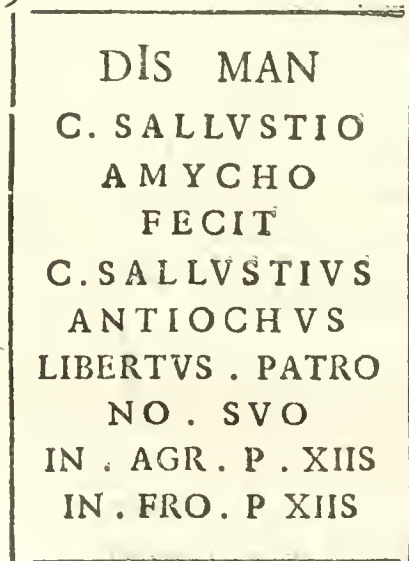 DIS MAN
C. SALLVSTIO
AMYCHO
FECIT
C. SALLVSTIVS
ANTIOCHVS
LIBERTVS . PATRO
NO . SVO
IN . AGR . P . XIIS
IN . FRO . P XIIS